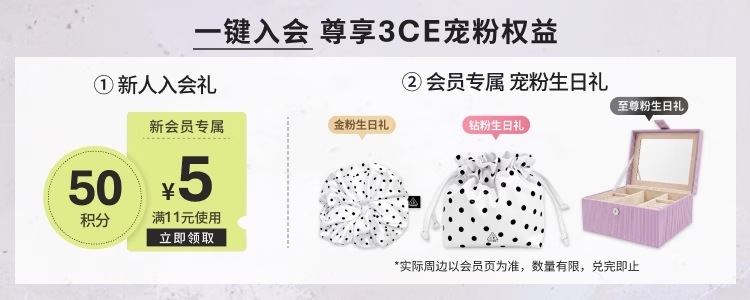 一键入会 尊享3CE宠粉权益
① 新人入会礼
50
积分
新会员专属
¥5
满11元使用
立即领取
② 会员专属 宠粉生日礼
金粉生日礼
钻粉生日礼
至尊粉生日礼
*实际周边以会员页为准，数量有限，兑完即止